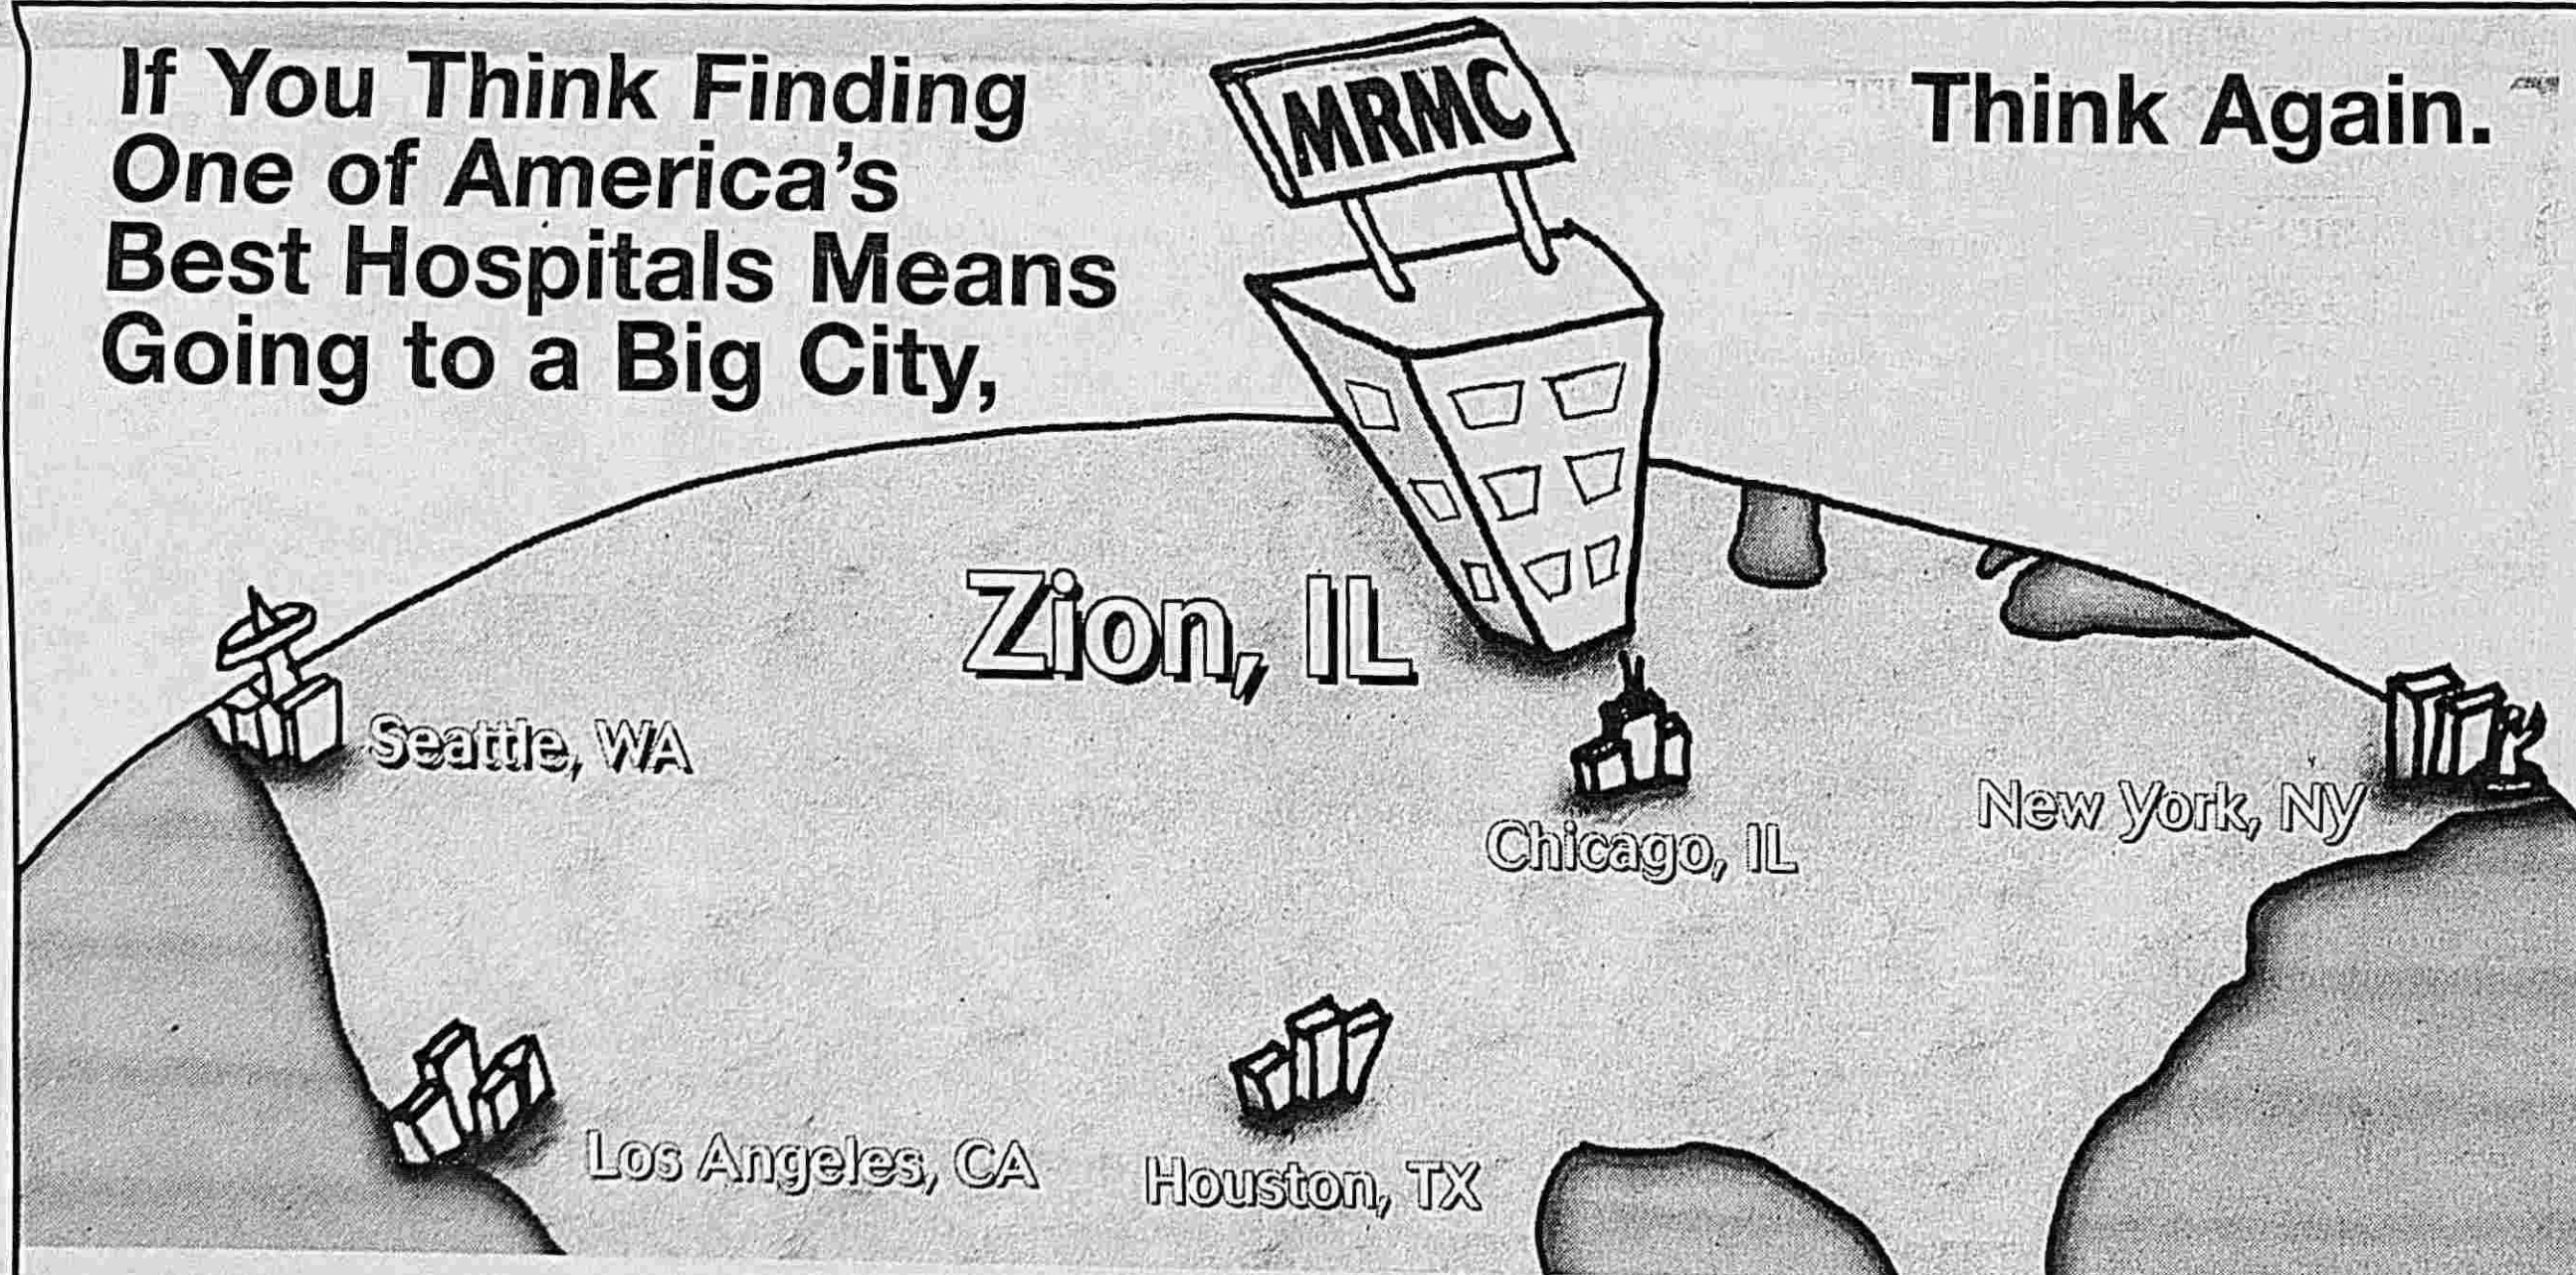 If You Think Finding
One of America's
Best Hospitals Means
Going to a Big City,
MRMC
Think Again.
Zion, IL
Seattle, WA
Chicago, IL
New York, NY
Los Angeles, CA
Houston, TX